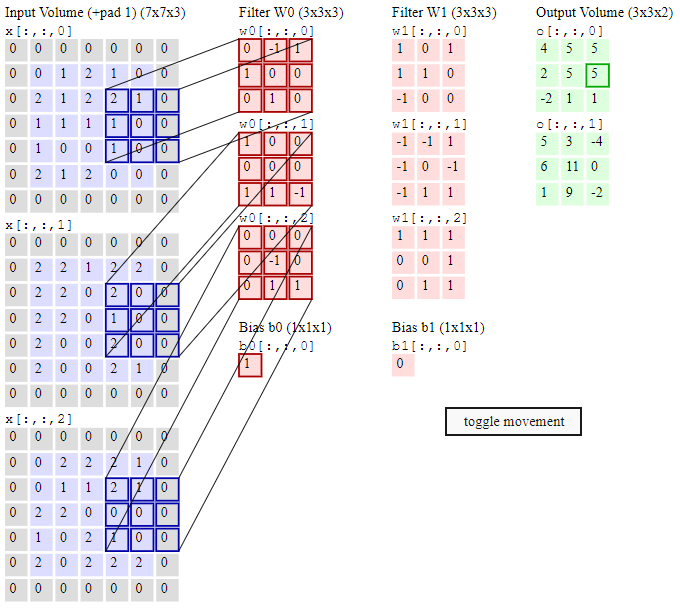 Input Volume (+pad 1) (7x7x3)
x[:,:,0]
0 0 0 0 0 0 0
0 0 1 2 1 0 0
0 2 1 2 2 1 0
0 1 1 1 1 0 0
0 1 0 0 1 0 0
0 2 1 2 0 0 0
0 0 0 0 0 0 0
x[:,:,1]
0 0 0 0 0 0 0
0 2 2 1 2 2 0
0 2 2 0 2 0 0
0 2 2 0 1 0 0
0 2 0 0 2 0 0
0 2 0 0 2 1 0
0 0 0 0 0 0 0
x[:,:,2]
0 0 0 0 0 0 0
0 0 2 2 2 1 0
0 0 1 1 2 1 0
0 2 2 0 0 0 0
0 1 0 2 1 0 0
0 2 0 2 2 2 0
0 0 0 0 0 0 0
Filter W0 (3x3x3)
w0[:,:,0]
0 -1 1
1 0 0
0 1 0
w0[:,:,1]
1 0 0
0 0 0
1 1 -1
w0[:,:,2]
0 0 0
0 -1 0
0 1 1
Bias b0 (1x1x1)
b0[:,:,0]
1
Filter W1 (3x3x3)
w1[:,:,0]
1 0 1
1 1 0
-1 0 0
w1[:,:,1]
-1 -1 1
-1 0 -1
-1 1 1
w1[:,:,2]
1 1 1
0 0 1
0 1 1
Bias b1 (1x1x1)
b1[:,:,0]
0
Output Volume (3x3x2)
o[:,:,0]
4 5 5
2 5 5
-2 1 1
o[:,:,1]
5 3 -4
6 11 0
1 9 -2
toggle movement